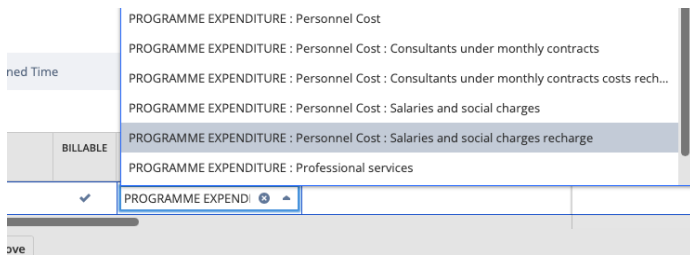 PROGRAMME EXPENDITURE : Personnel Cost
PROGRAMME EXPENDITURE : Personnel Cost : Consultants under monthly contracts
ned Time
PROGRAMME EXPENDITURE : Personnel Cost : Consultants under monthly contracts costs rech...
PROGRAMME EXPENDITURE : Personnel Cost : Salaries and social charges
PROGRAMME EXPENDITURE : Personnel Cost : Salaries and social charges recharge
BILLABLE
PROGRAMME EXPENDITURE : Professional services
PROGRAMME EXPENDI
ove